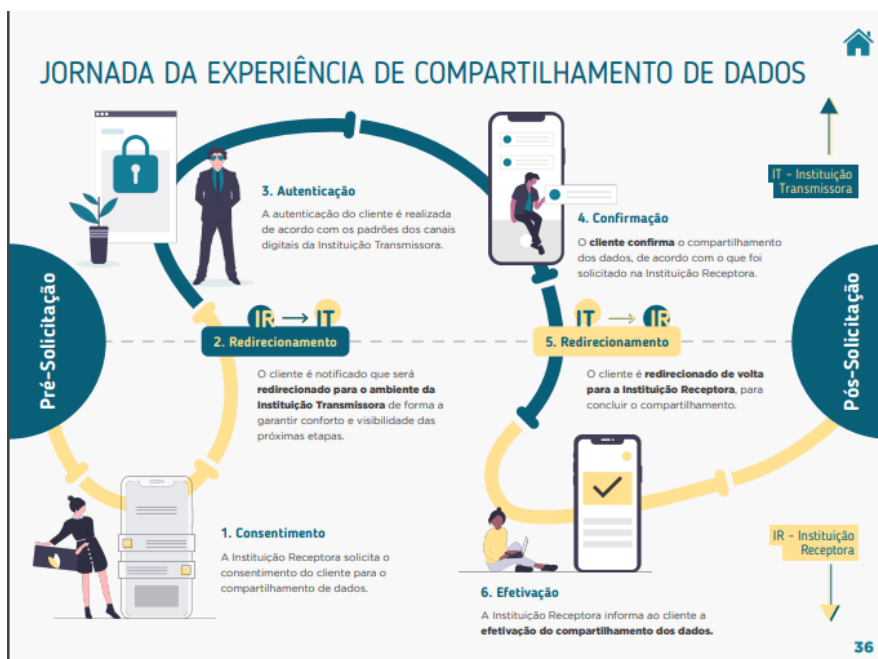 JORNADA DA EXPERIÊNCIA DE COMPARTILHAMENTO DE DADOS
IT - Instituição
Transmissora
3. Autenticação
A autenticação do cliente é realizada
de acordo com os padrões dos canais
digitais da Instituição Transmissora.
4. Confirmação
O cliente confirma o compartilhamento
dos dados, de acordo com o que foi
solicitado na Instituição Receptora.
Pré-Solicitação
IR → IT
2. Redirecionamento
O cliente é notificado que será
redirecionado para o ambiente da
Instituição Transmissora de forma a
garantir conforto e visibilidade das
próximas etapas.
IT → IR
5. Redirecionamento
O cliente é redirecionado de volta
para a Instituição Receptora, para
concluir o compartilhamento.
Pós-Solicitação
1. Consentimento
A Instituição Receptora solicita o
consentimento do cliente para o
compartilhamento de dados.
6. Efetivação
A Instituição Receptora informa ao cliente a
efetivação do compartilhamento dos dados.
IR - Instituição
Receptora
36